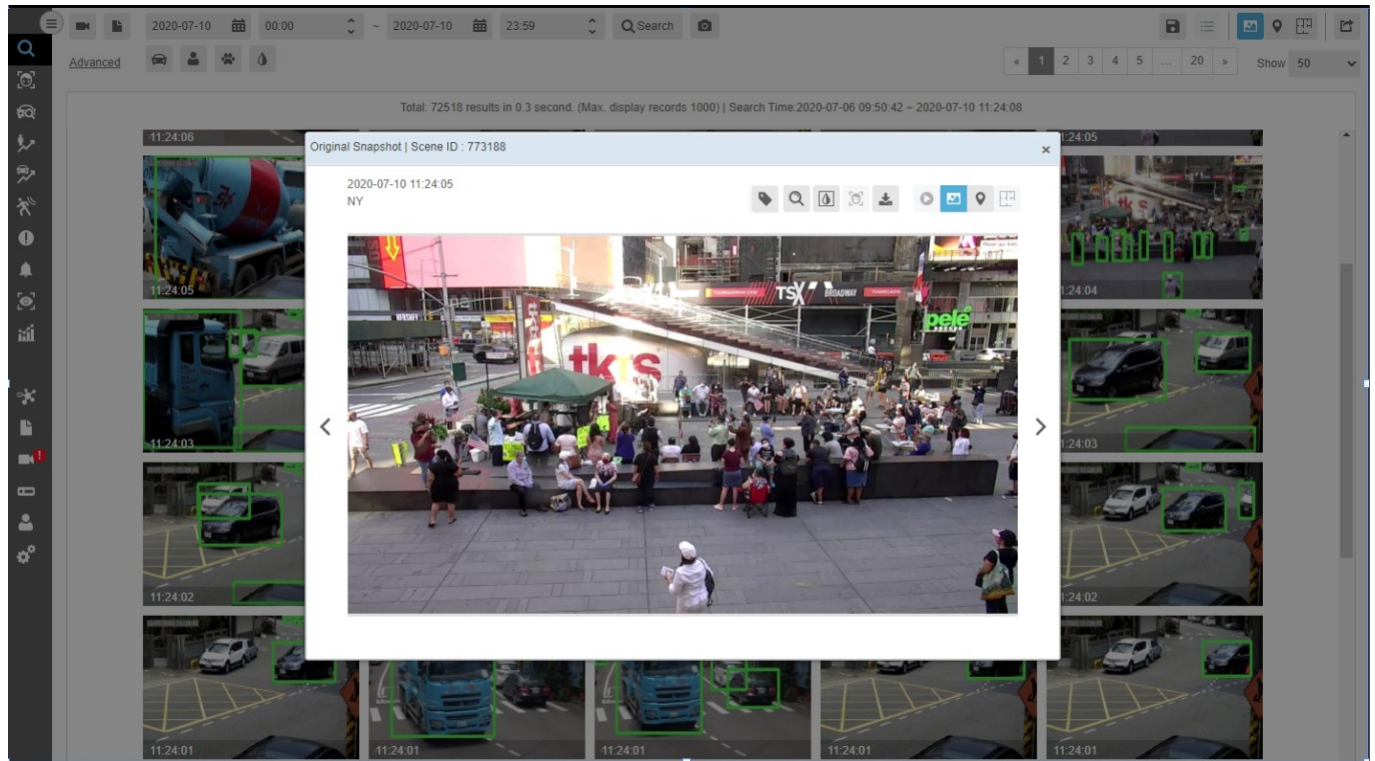 2020-07-10 00:00 ~ 2020-07-10 23:59 Search
Advanced
« 1 2 3 4 5 ... 20 » Show 50
Total: 72518 results in 0.3 second. (Max. display records 1000) | Search Time:2020-07-06 09:50:42 ~ 2020-07-10 11:24:08
11:24:06
1:24:05
Original Snapshot | Scene ID : 773188
2020-07-10 11:24:05
NY
TSX BROADWAY
pelé
tkts
11:24:05
1:24:04
11:24:03
1:24:03
11:24:02
1:24:02
11:24:01
11:24:01
11:24:01
11:24:01
11:24:01